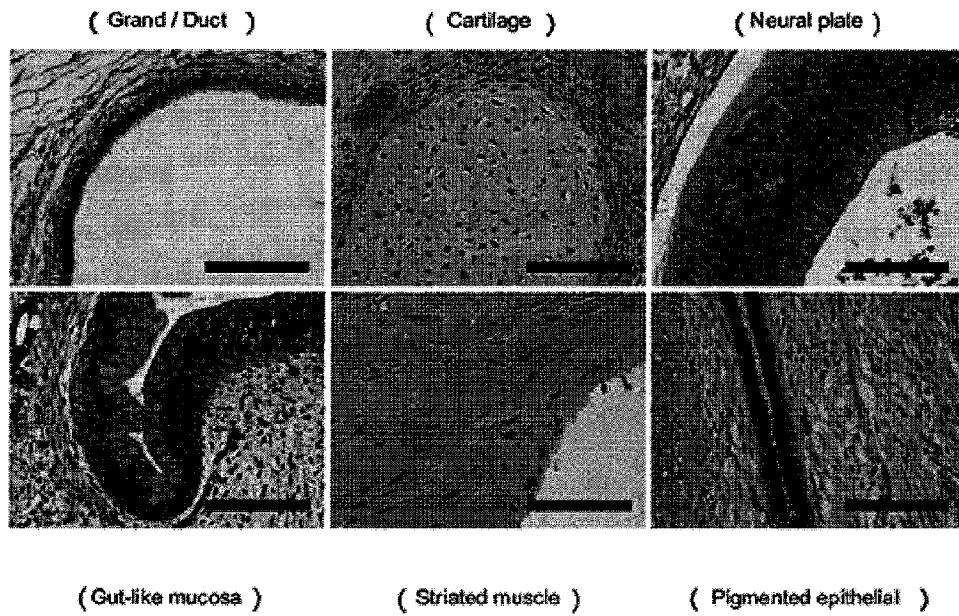 ( Grand / Duct )
( Cartilage )
( Neural plate )
( Gut-like mucosa )
( Striated muscle )
( Pigmented epithelial )